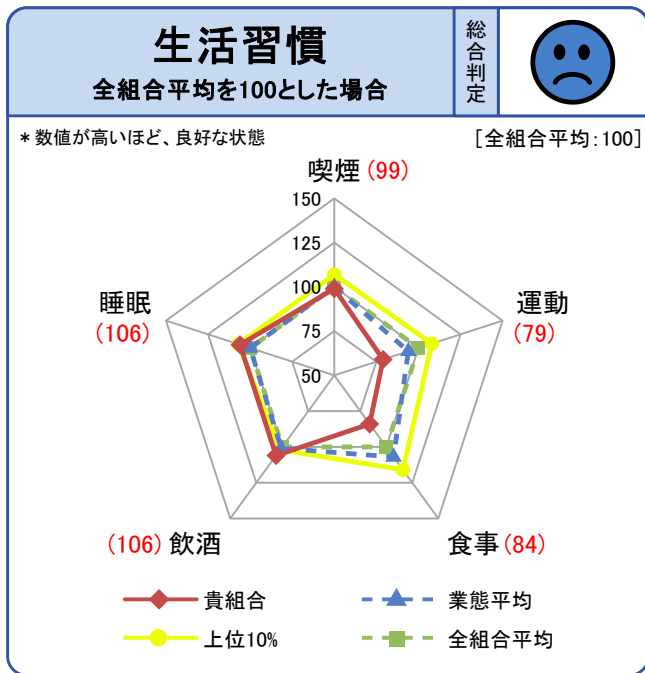 生活習慣
全組合平均を100とした場合
総合判定
*数値が高いほど、良好な状態
[全組合平均:100]
喫煙(99)
150
125
100
75
50
睡眠
(106)
運動
(79)
(106)飲酒
食事(84)
貴組合
業態平均
上位10%
全組合平均